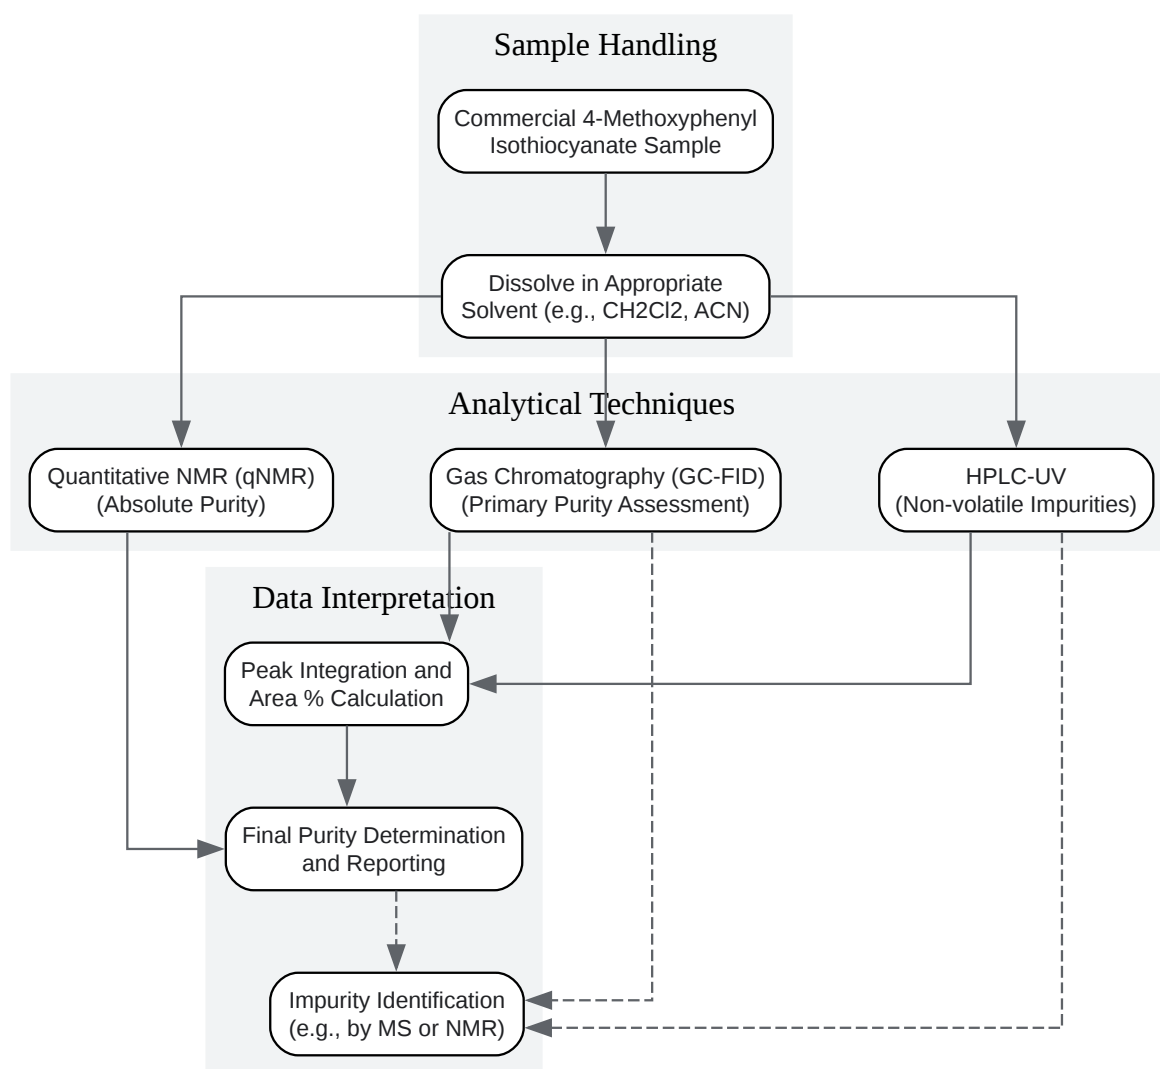 Sample Handling
Commercial 4-Methoxyphenyl
Isothiocyanate Sample
Dissolve in Appropriate
Solvent (e.g., CH2Cl2, ACN)
Analytical Techniques
Quantitative NMR (qNMR)
(Absolute Purity)
Gas Chromatography (GC-FID)
(Primary Purity Assessment)
HPLC-UV
(Non-volatile Impurities)
Data Interpretation
Peak Integration and
Area % Calculation
Final Purity Determination
and Reporting
Impurity Identification
(e.g., by MS or NMR)